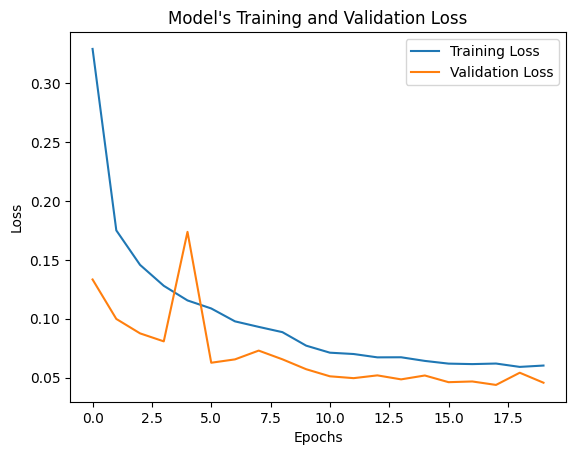 Model's Training and Validation Loss
Training Loss
Validation Loss
0.30
0.25
0.20
0.15
0.10
0.05
Loss
0.0 2.5 5.0 7.5 10.0 12.5 15.0 17.5
Epochs